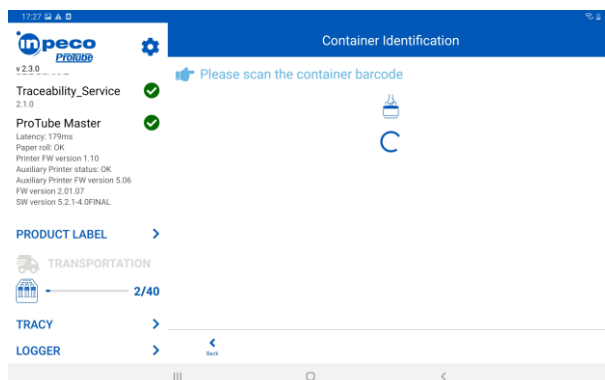 17:27
inpeco
ProTube
v 2.3.0
Traceability_Service
2.1.0
ProTube Master
Latency: 179ms
Paper roll: OK
Printer FW version 1.10
Auxiliary Printer status: OK
Auxiliary Printer FW version 5.06
FW version 2.01.07
SW version 5.2.1-4.0FINAL
PRODUCT LABEL
TRANSPORTATION
2/40
TRACY
LOGGER
Container Identification
Please scan the container barcode
Back